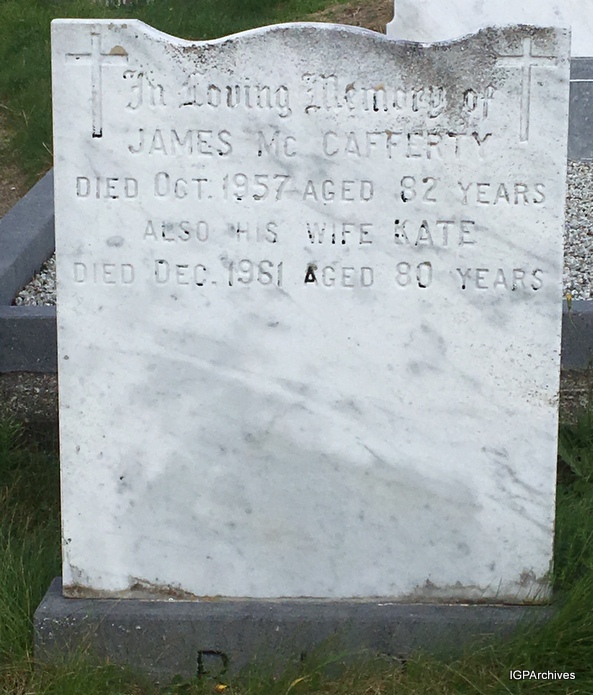 In Loving Memory of
JAMES Mc CAFFERTY
DIED OCT. 1957 AGED 82 YEARS
ALSO HIS WIFE KATE
DIED DEC. 1961 AGED 80 YEARS
R
IGPArchives